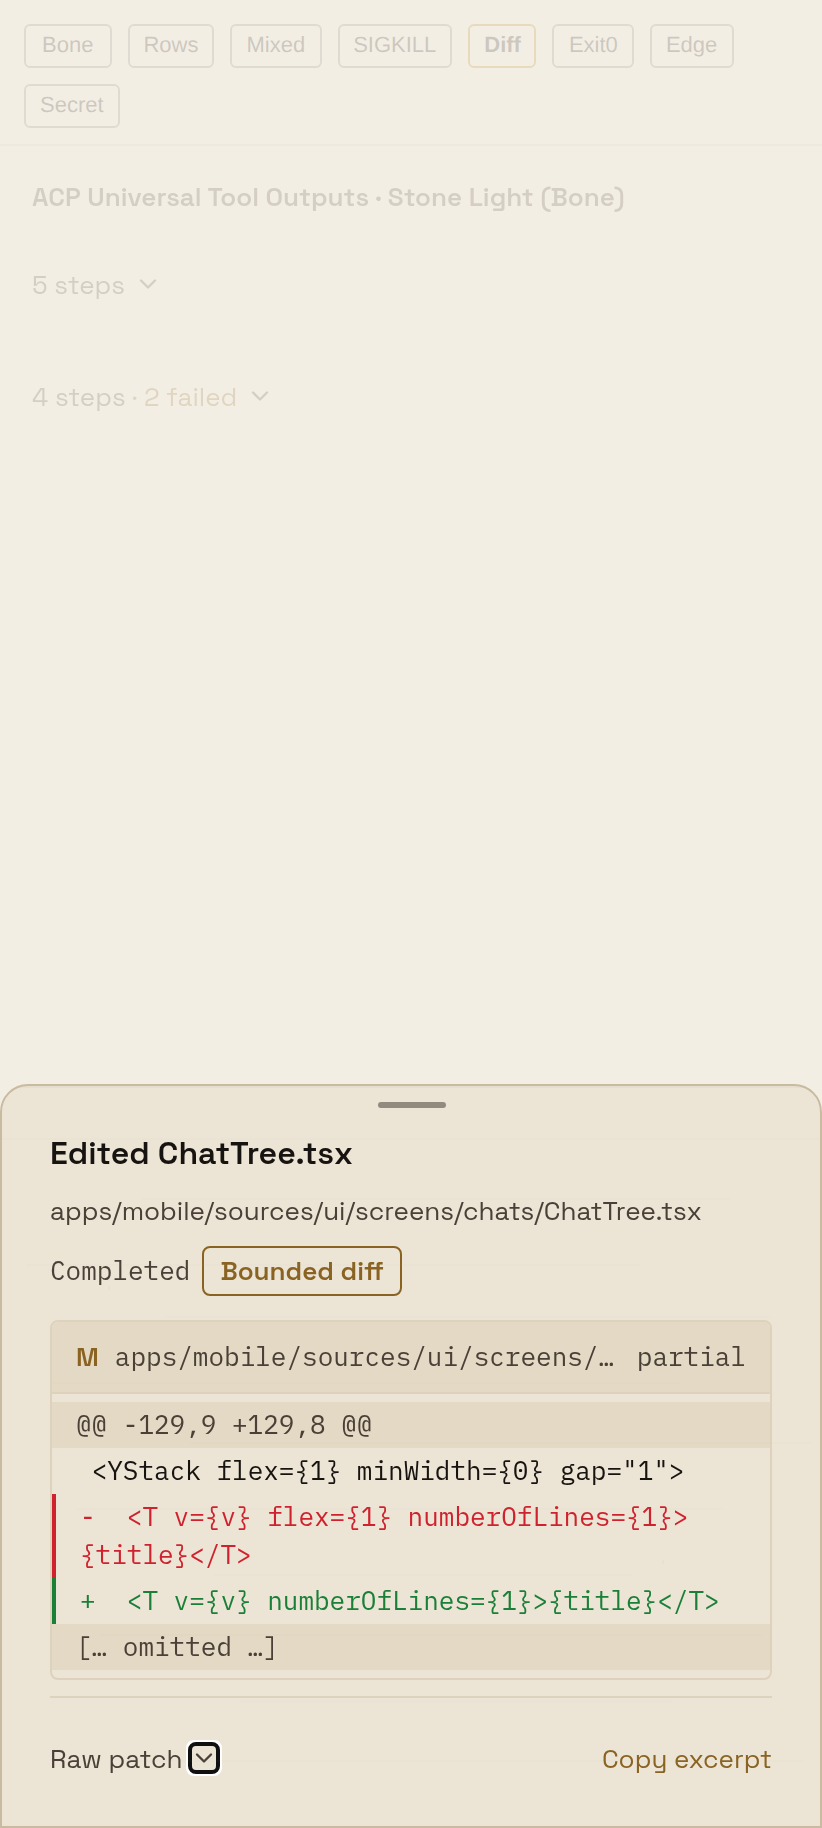 Bone Rows Mixed SIGKILL Diff Exit0 Edge
Secret
ACP Universal Tool Outputs · Stone Light (Bone)
5 steps
4 steps · 2 failed
Edited ChatTree.tsx
apps/mobile/sources/ui/screens/chats/ChatTree.tsx
Completed Bounded diff
M apps/mobile/sources/ui/screens/… partial
@@ -129,9 +129,8 @@
<YStack flex={1} minWidth={0} gap="1">
-  <T v={v} flex={1} numberOfLines={1}>
{title}</T>
+  <T v={v} numberOfLines={1}>{title}</T>
[… omitted …]
Raw patch Copy excerpt